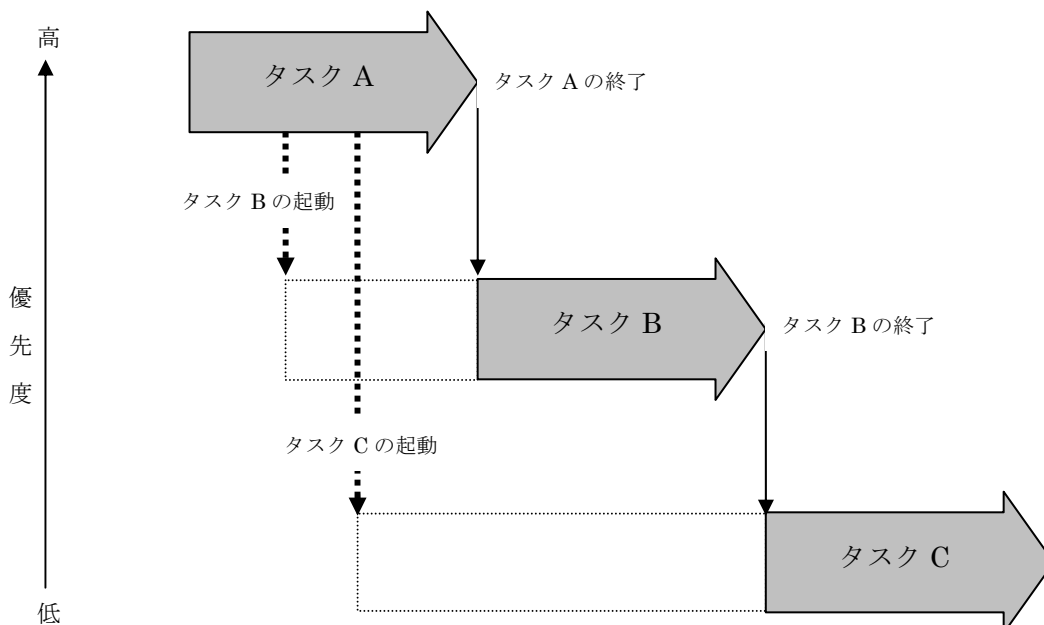 高
タスク A
タスク A の終了
タスク B の起動
優先度
タスク B
タスク B の終了
タスク C の起動
タスク C
低